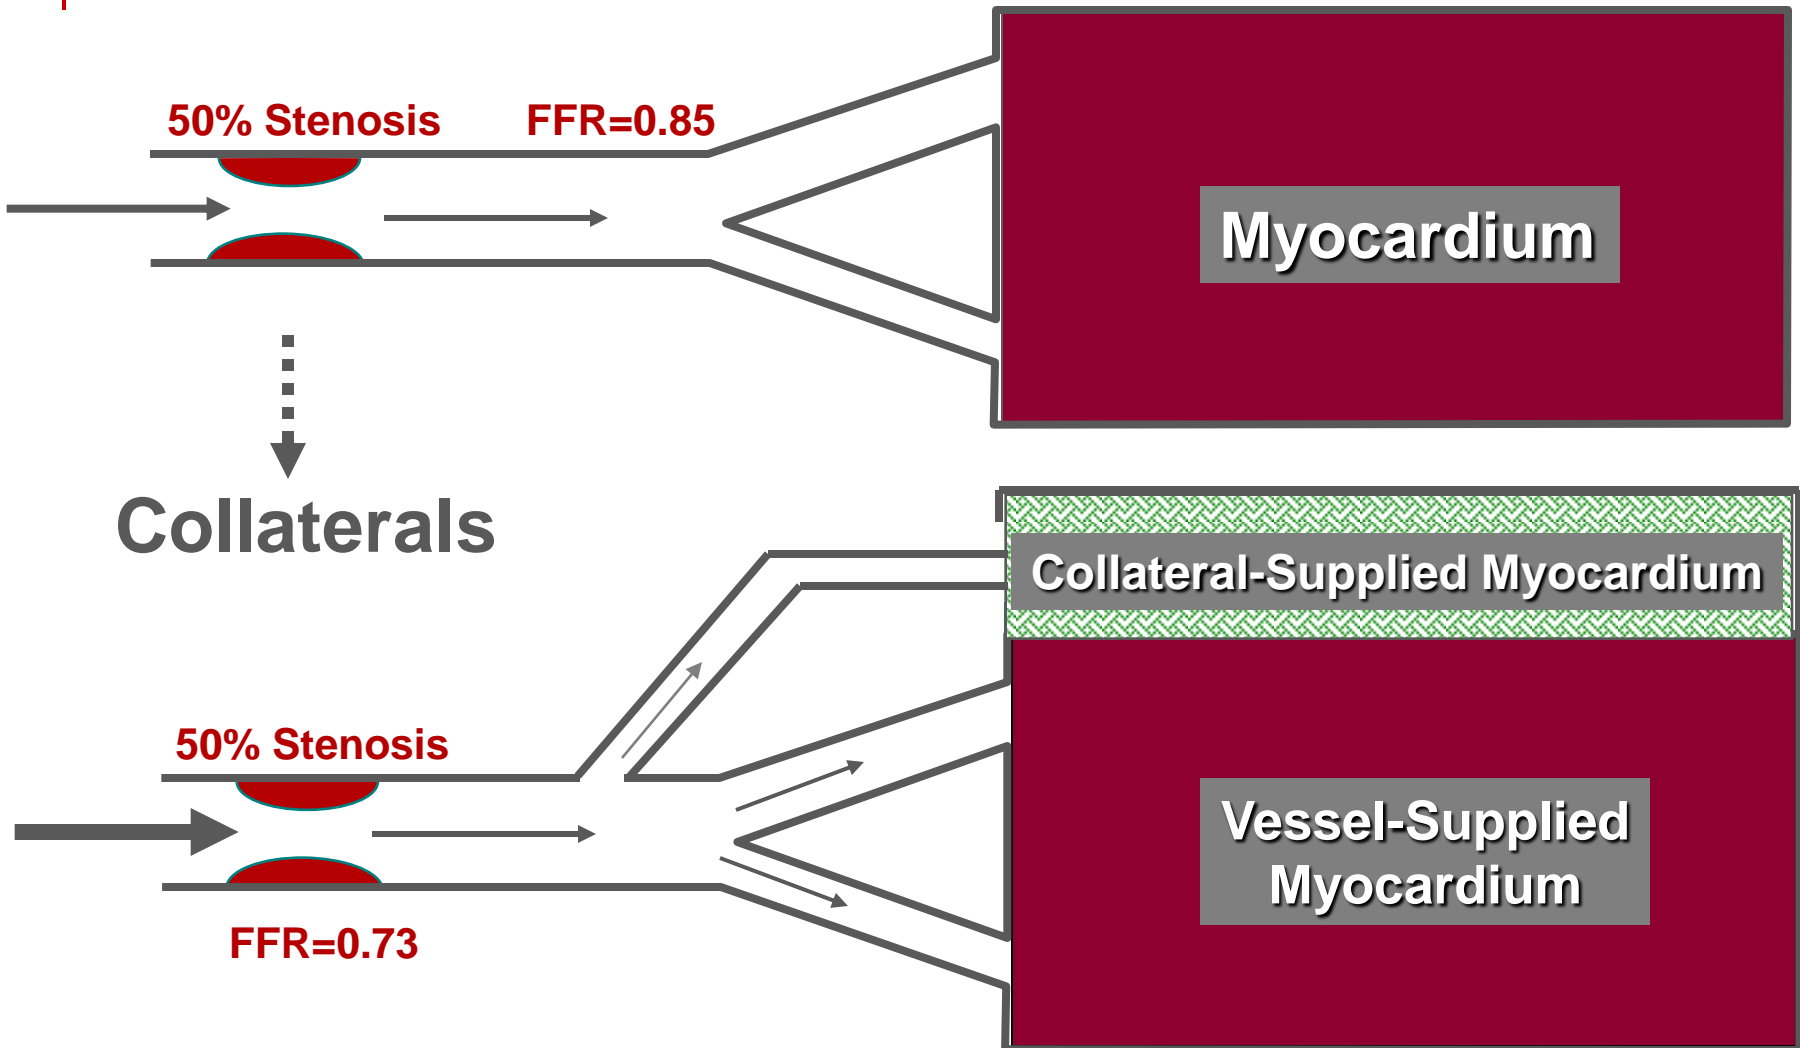 50% Stenosis
FFR=0.85
Myocardium
Collaterals
Collateral-Supplied Myocardium
50% Stenosis
Vessel-Supplied
Myocardium
FFR=0.73